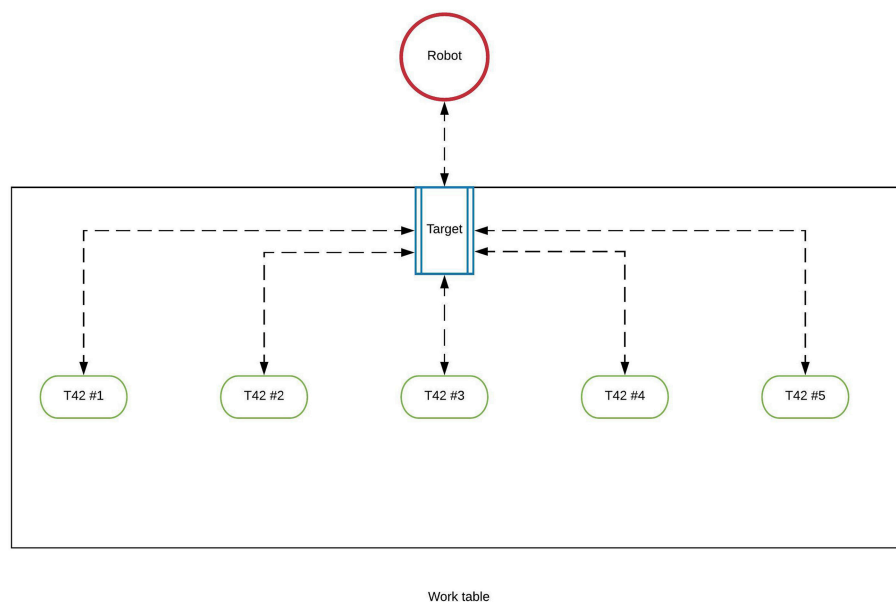 Robot
Target
T42 #1
T42 #2
T42 #3
T42 #4
T42 #5
Work table